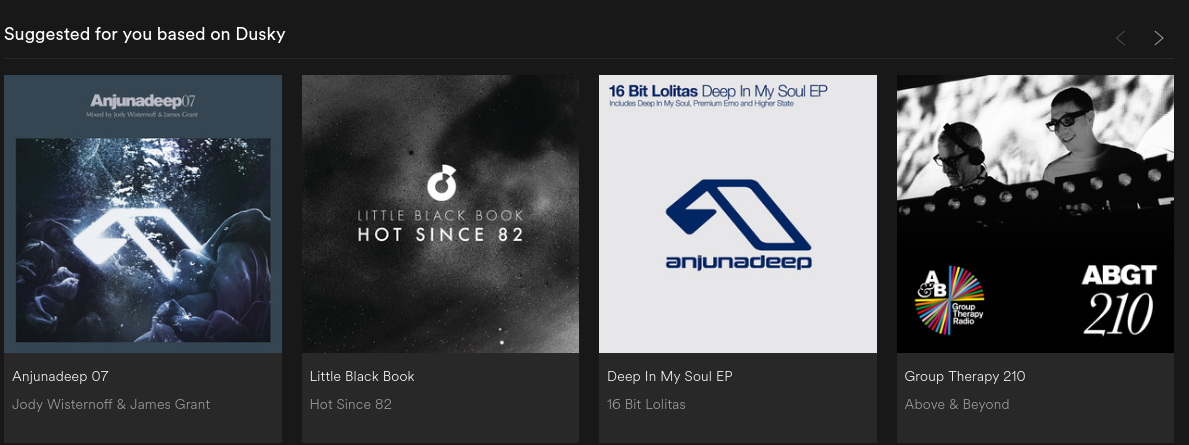 Suggested for you based on Dusky
Anjunadeep07
Mixed by Jody Wisternoff & James Grant
LITTLE BLACK BOOK
HOT SINCE 82
16 Bit Lolitas Deep In My Soul EP
Includes Deep In My Soul, Premium Emo and Higher State
anjunadeep
A&B
Group
Therapy
Radio
ABGT
210
Anjunadeep 07
Jody Wisternoff & James Grant
Little Black Book
Hot Since 82
Deep In My Soul EP
16 Bit Lolitas
Group Therapy 210
Above & Beyond